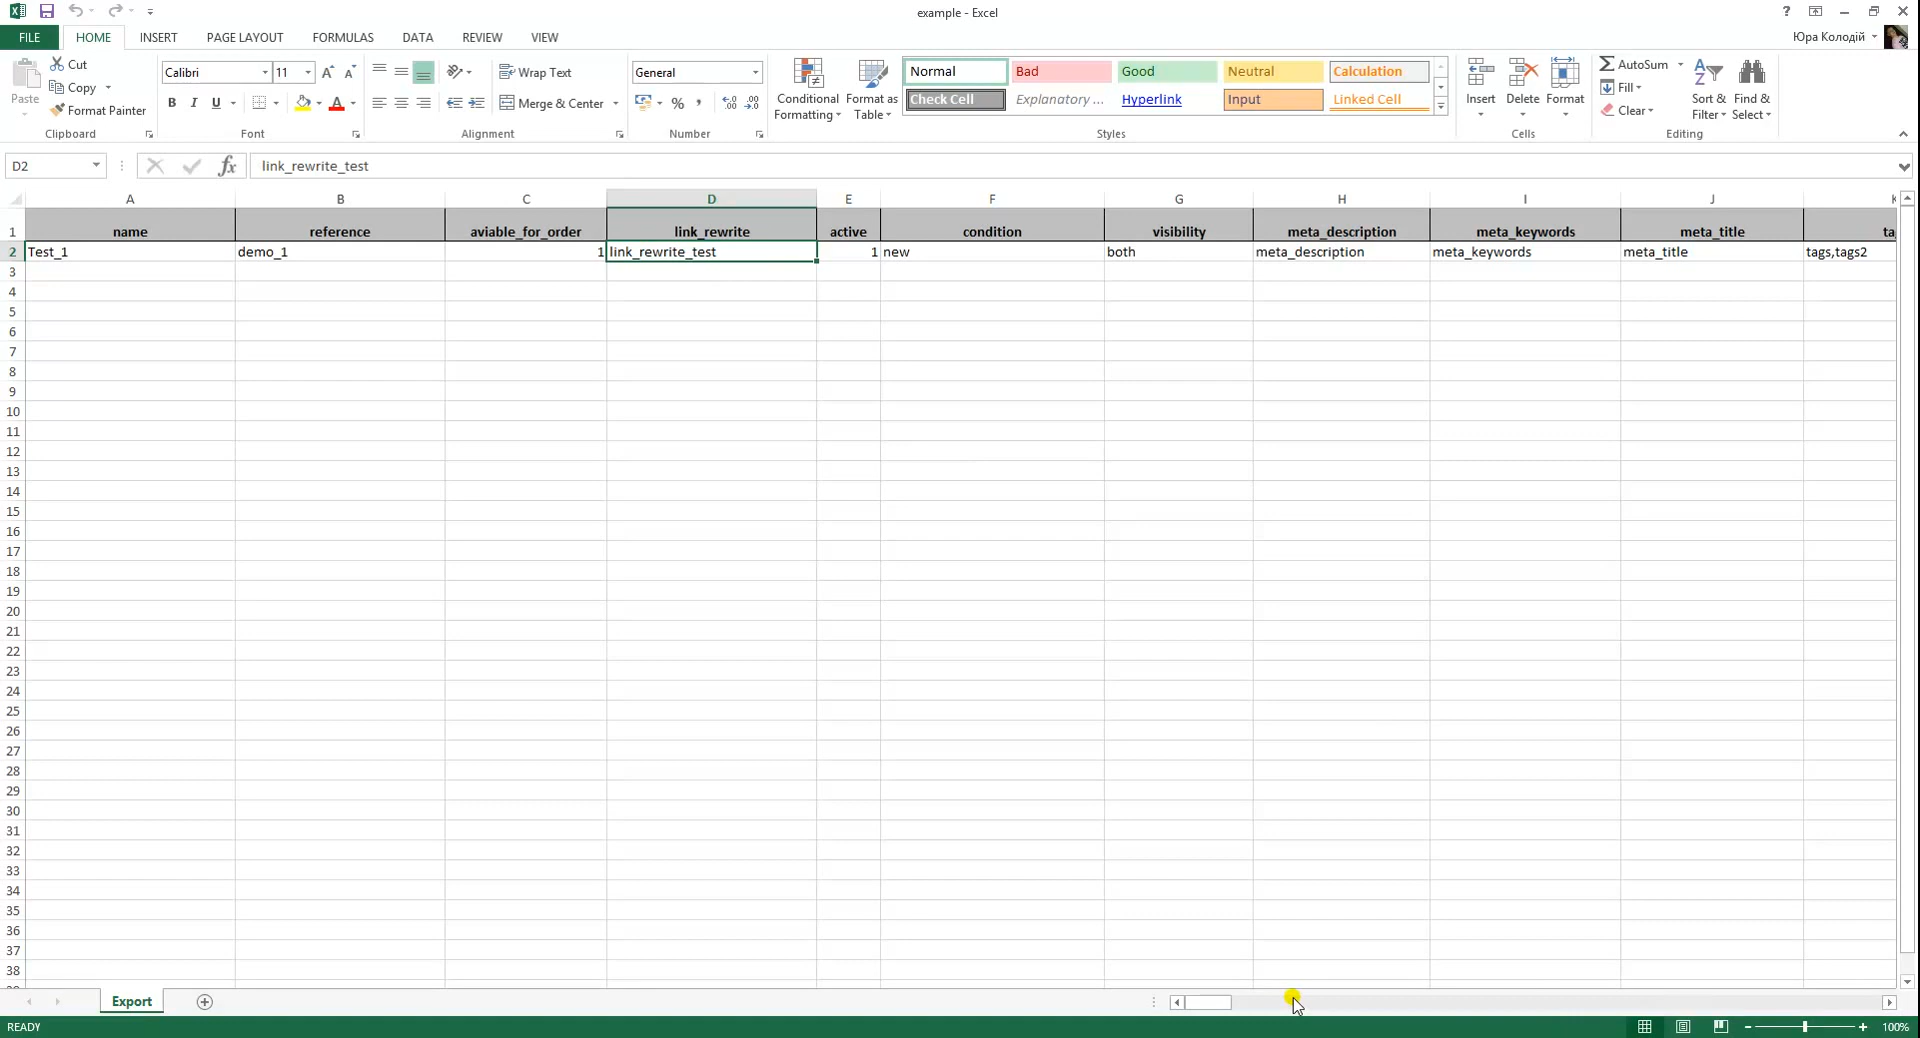 example - Excel
FILE HOME INSERT PAGE LAYOUT FORMULAS DATA REVIEW VIEW Юра Колодій
Paste Cut Copy Format Painter
Clipboard
Calibri 11
B I U A
Font
Wrap Text
Merge & Center
Alignment
General
%
Number
Conditional Formatting
Format as Table
Normal Bad Good Neutral Calculation
Check Cell Explanatory ... Hyperlink Input Linked Cell
Styles
Insert Delete Format
Cells
AutoSum
Fill
Clear
Sort & Filter
Find & Select
Editing
D2 fx link_rewrite_test
A B C D E F G H I J
1 name reference aviable_for_order link_rewrite active condition visibility meta_description meta_keywords meta_title
2 Test_1 demo_1 1 link_rewrite_test 1 new both meta_description meta_keywords meta_title tags,tags2
3
4
5
6
7
8
9
10
11
12
13
14
15
16
17
18
19
20
21
22
23
24
25
26
27
28
29
30
31
32
33
34
35
36
37
38
Export
READY 100%